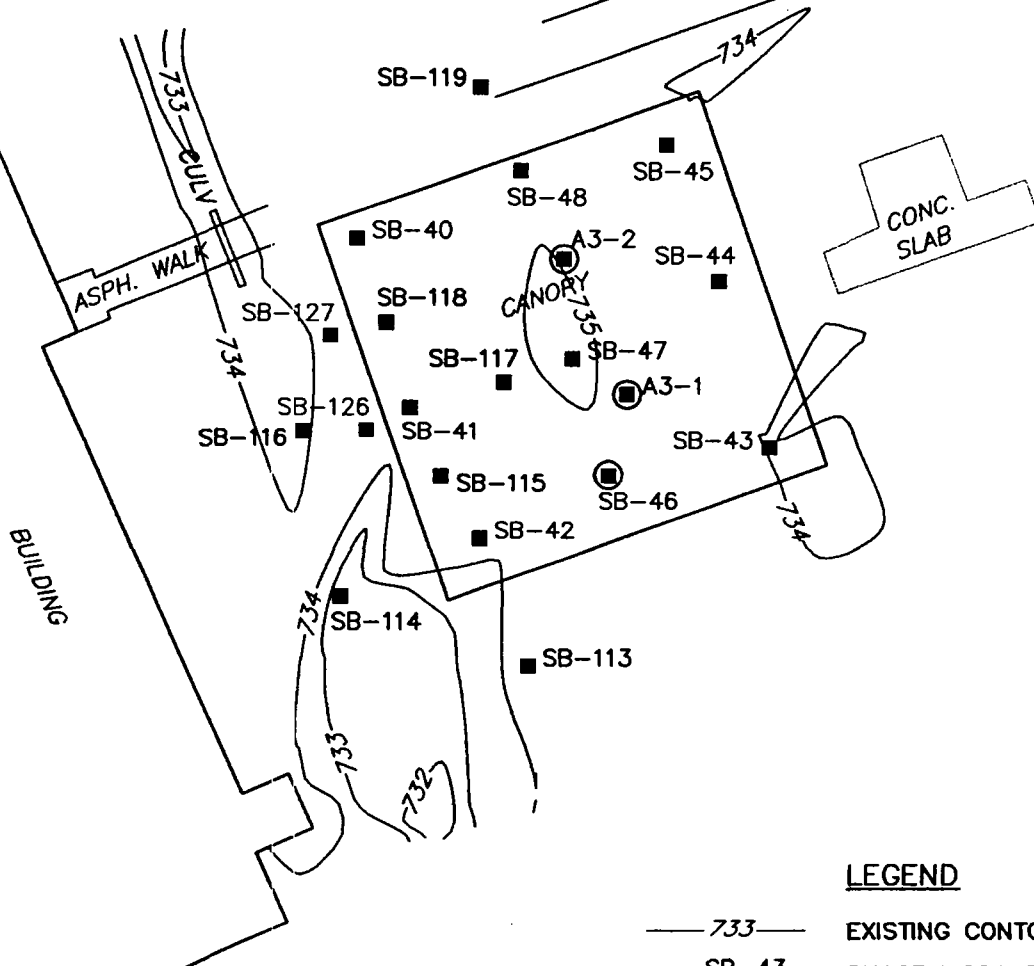 734
733
SB-119
CULV
SB-45
SB-48
CONC.
SLAB
SB-40
A3-2
SB-44
ASPH. WALK
CANOPY
SB-118
SB-127
735
734
SB-117
SB-47
A3-1
SB-126
SB-116
SB-41
SB-43
SB-115
SB-46
734
SB-42
BUILDING
734
SB-114
SB-113
733
732
LEGEND
733
EXISTING